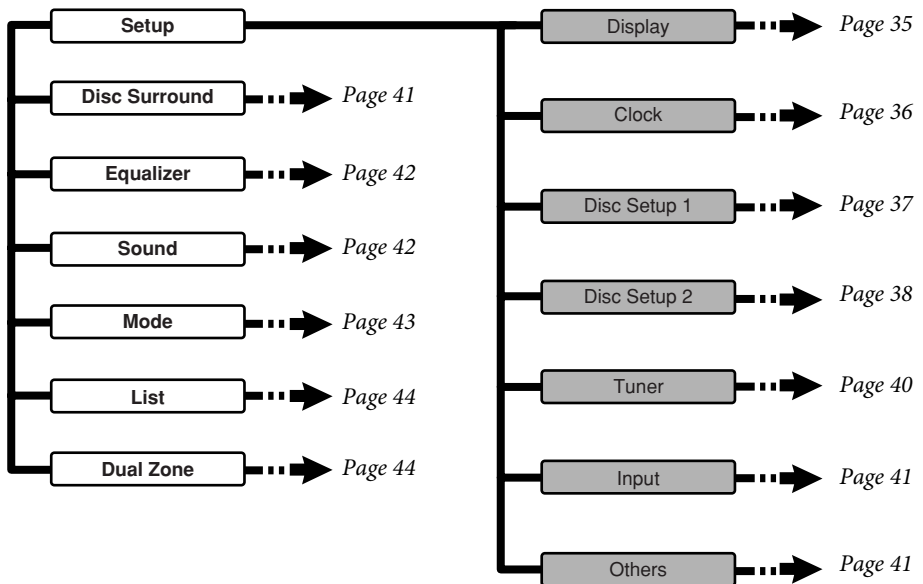 Setup
Disc Surround Page 41
Equalizer Page 42
Sound Page 42
Mode Page 43
List Page 44
Dual Zone Page 44
Display Page 35
Clock Page 36
Disc Setup 1 Page 37
Disc Setup 2 Page 38
Tuner Page 40
Input Page 41
Others Page 41